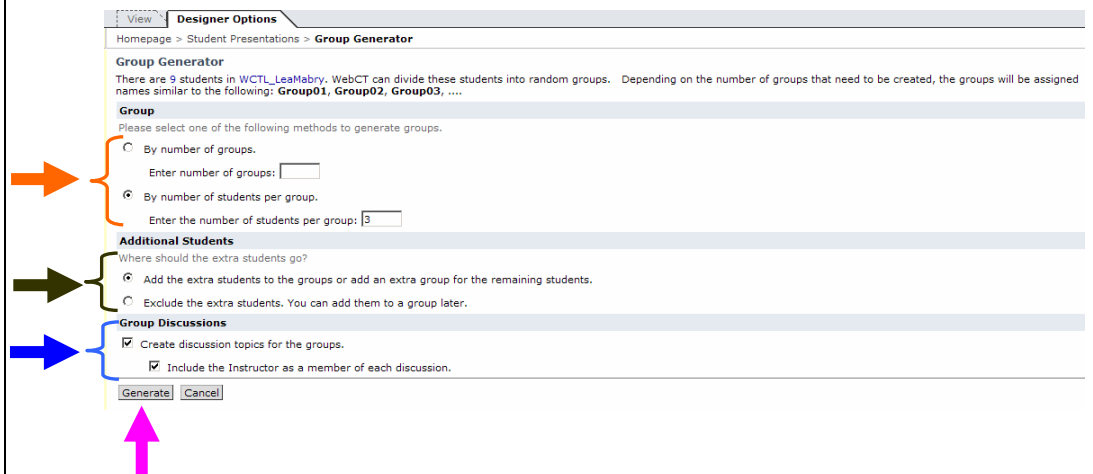 View Designer Options
Homepage > Student Presentations > Group Generator
Group Generator
There are 9 students in WCTL_LeaMabry. WebCT can divide these students into random groups. Depending on the number of groups that need to be created, the groups will be assigned
names similar to the following: Group01, Group02, Group03, ....
Group
Please select one of the following methods to generate groups.
By number of groups.
Enter number of groups:
By number of students per group.
Enter the number of students per group: 3
Additional Students
Where should the extra students go?
Add the extra students to the groups or add an extra group for the remaining students.
Exclude the extra students. You can add them to a group later.
Group Discussions
Create discussion topics for the groups.
Include the Instructor as a member of each discussion.
Generate Cancel